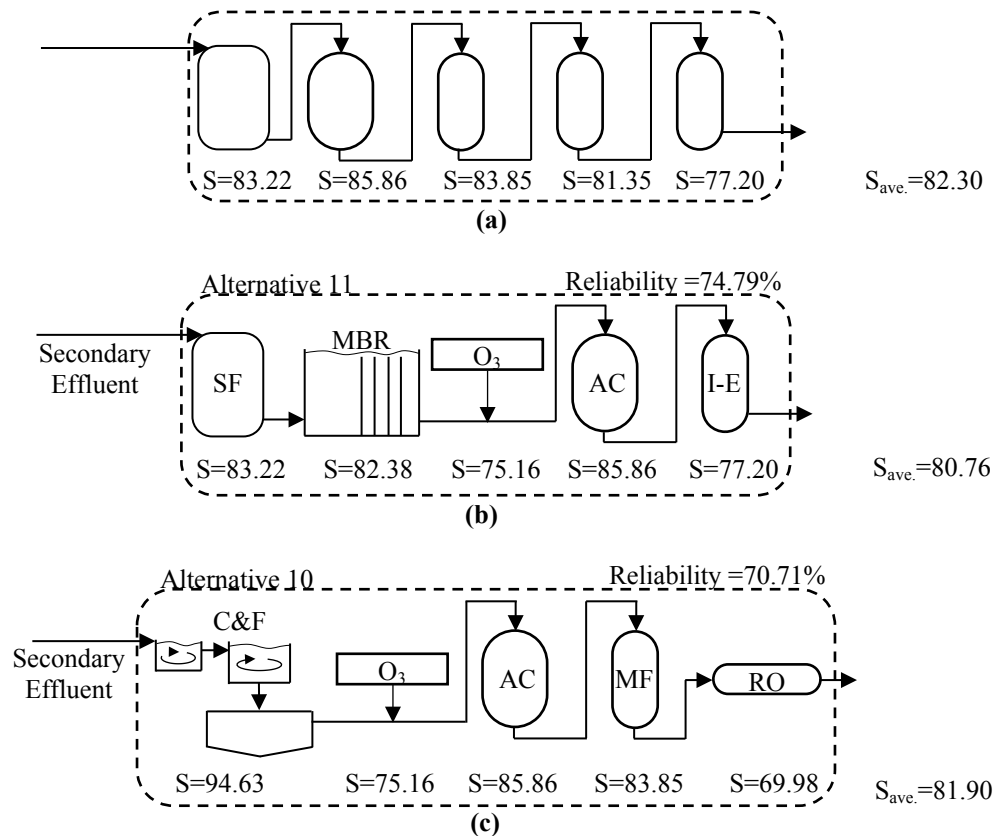 S=83.22 S=85.86 S=83.85 S=81.35 S=77.20 S_ave.=82.30
(a)
Alternative 11 Reliability =74.79%
Secondary
Effluent
SF
MBR
O₃
AC
I-E
S=83.22 S=82.38 S=75.16 S=85.86 S=77.20 S_ave.=80.76
(b)
Alternative 10 Reliability =70.71%
Secondary
Effluent
C&F
O₃
AC
MF
RO
S=94.63 S=75.16 S=85.86 S=83.85 S=69.98 S_ave.=81.90
(c)